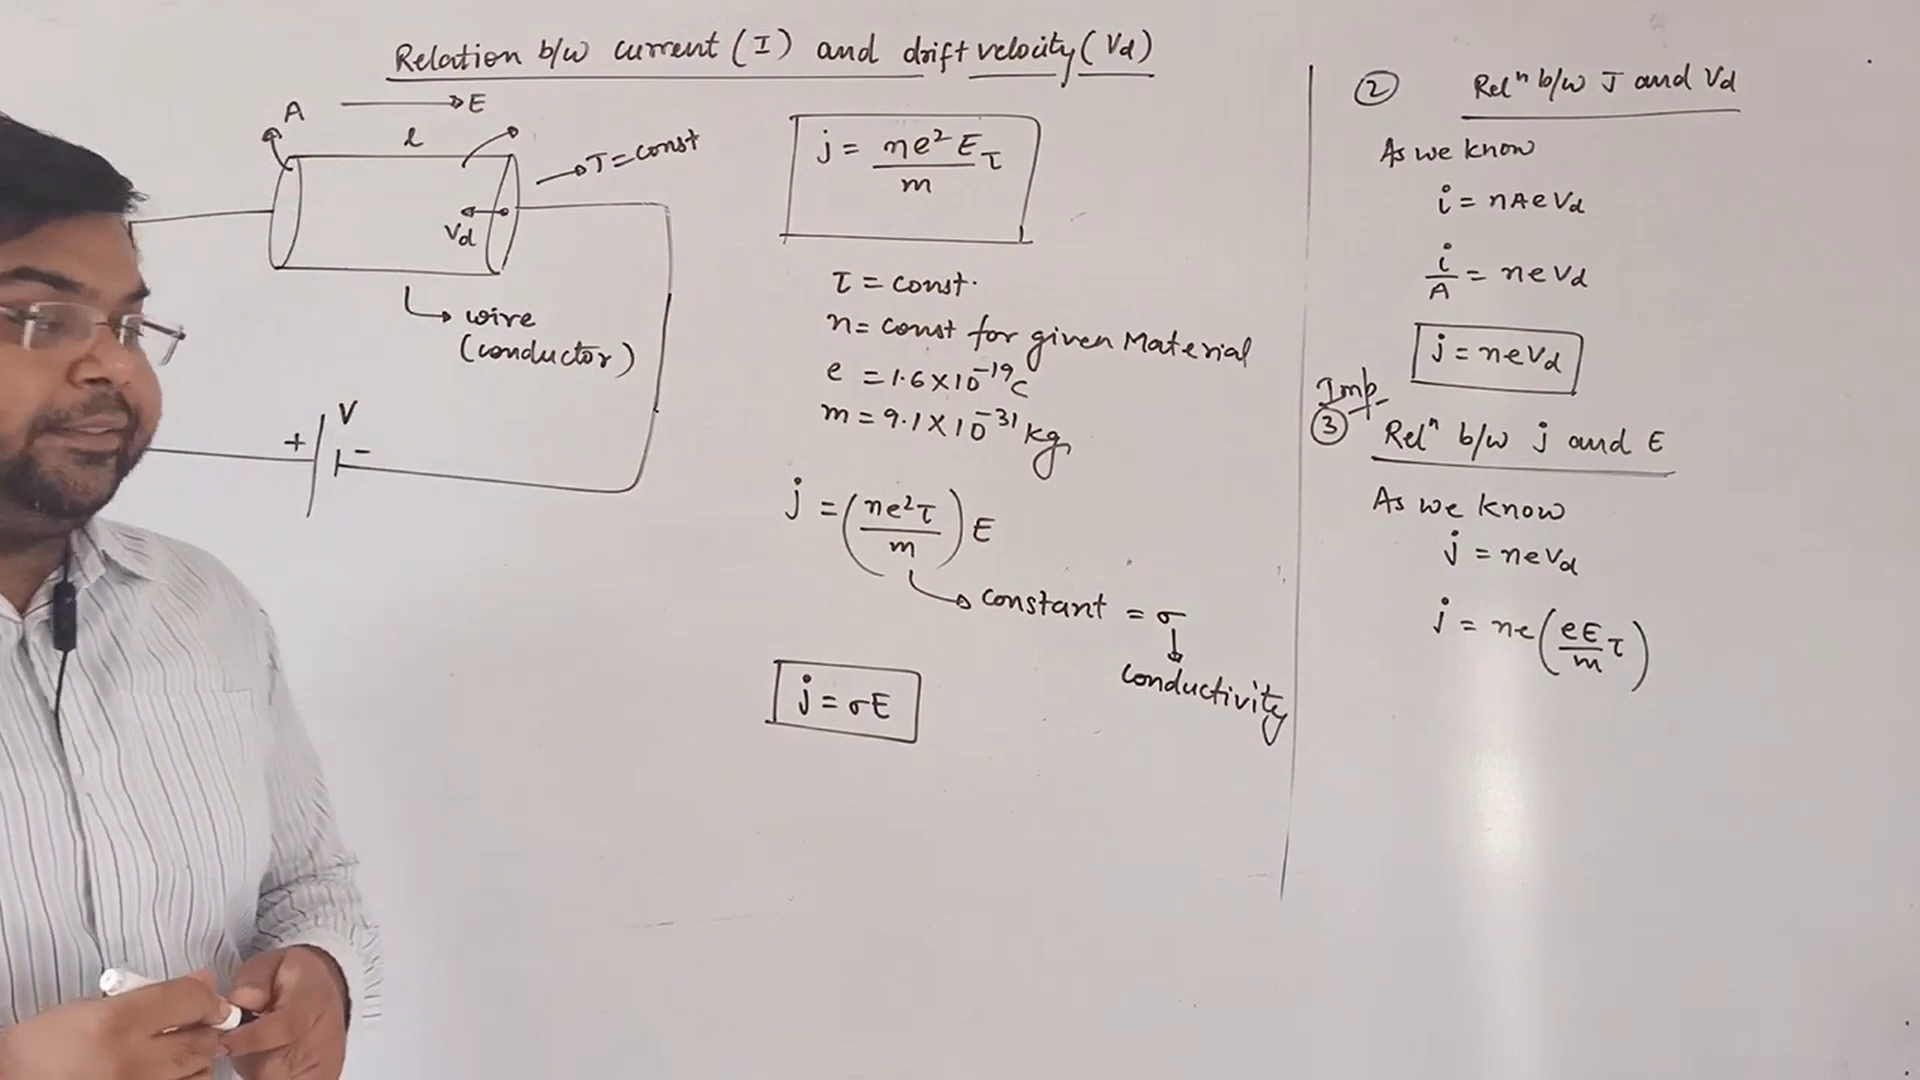 Relation b/w current (I) and drift velocity (Vd)
A
E
l
T = const
Vd
wire
(conductor)
V
+ -
j = ne² E τ / m
τ = const.
n = const for given Material
e = 1.6 × 10⁻¹⁹ C
m = 9.1 × 10⁻³¹ kg
j = (ne²τ / m) E
constant = σ
conductivity
j = σE
② Relⁿ b/w J and Vd
As we know
i = nAeVd
i / A = neVd
j = neVd
Imp.
③ Relⁿ b/w j and E
As we know
j = neVd
j = ne (eE / m τ)